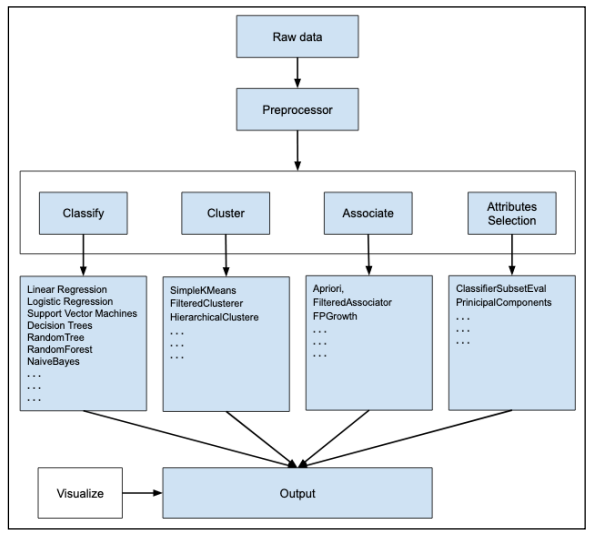 Raw data
Preprocessor
Classify
Cluster
Associate
Attributes
Selection
Linear Regression
Logistic Regression
Support Vector Machines
Decision Trees
RandomTree
RandomForest
NaiveBayes
. . .
. . .
. . .
SimpleKMeans
FilteredClusterer
HierarchicalClustere
. . .
. . .
. . .
Apriori,
FilteredAssociator
FPGrowth
. . .
. . .
. . .
ClassifierSubsetEval
PrinicipalComponents
. . .
. . .
. . .
Visualize
Output